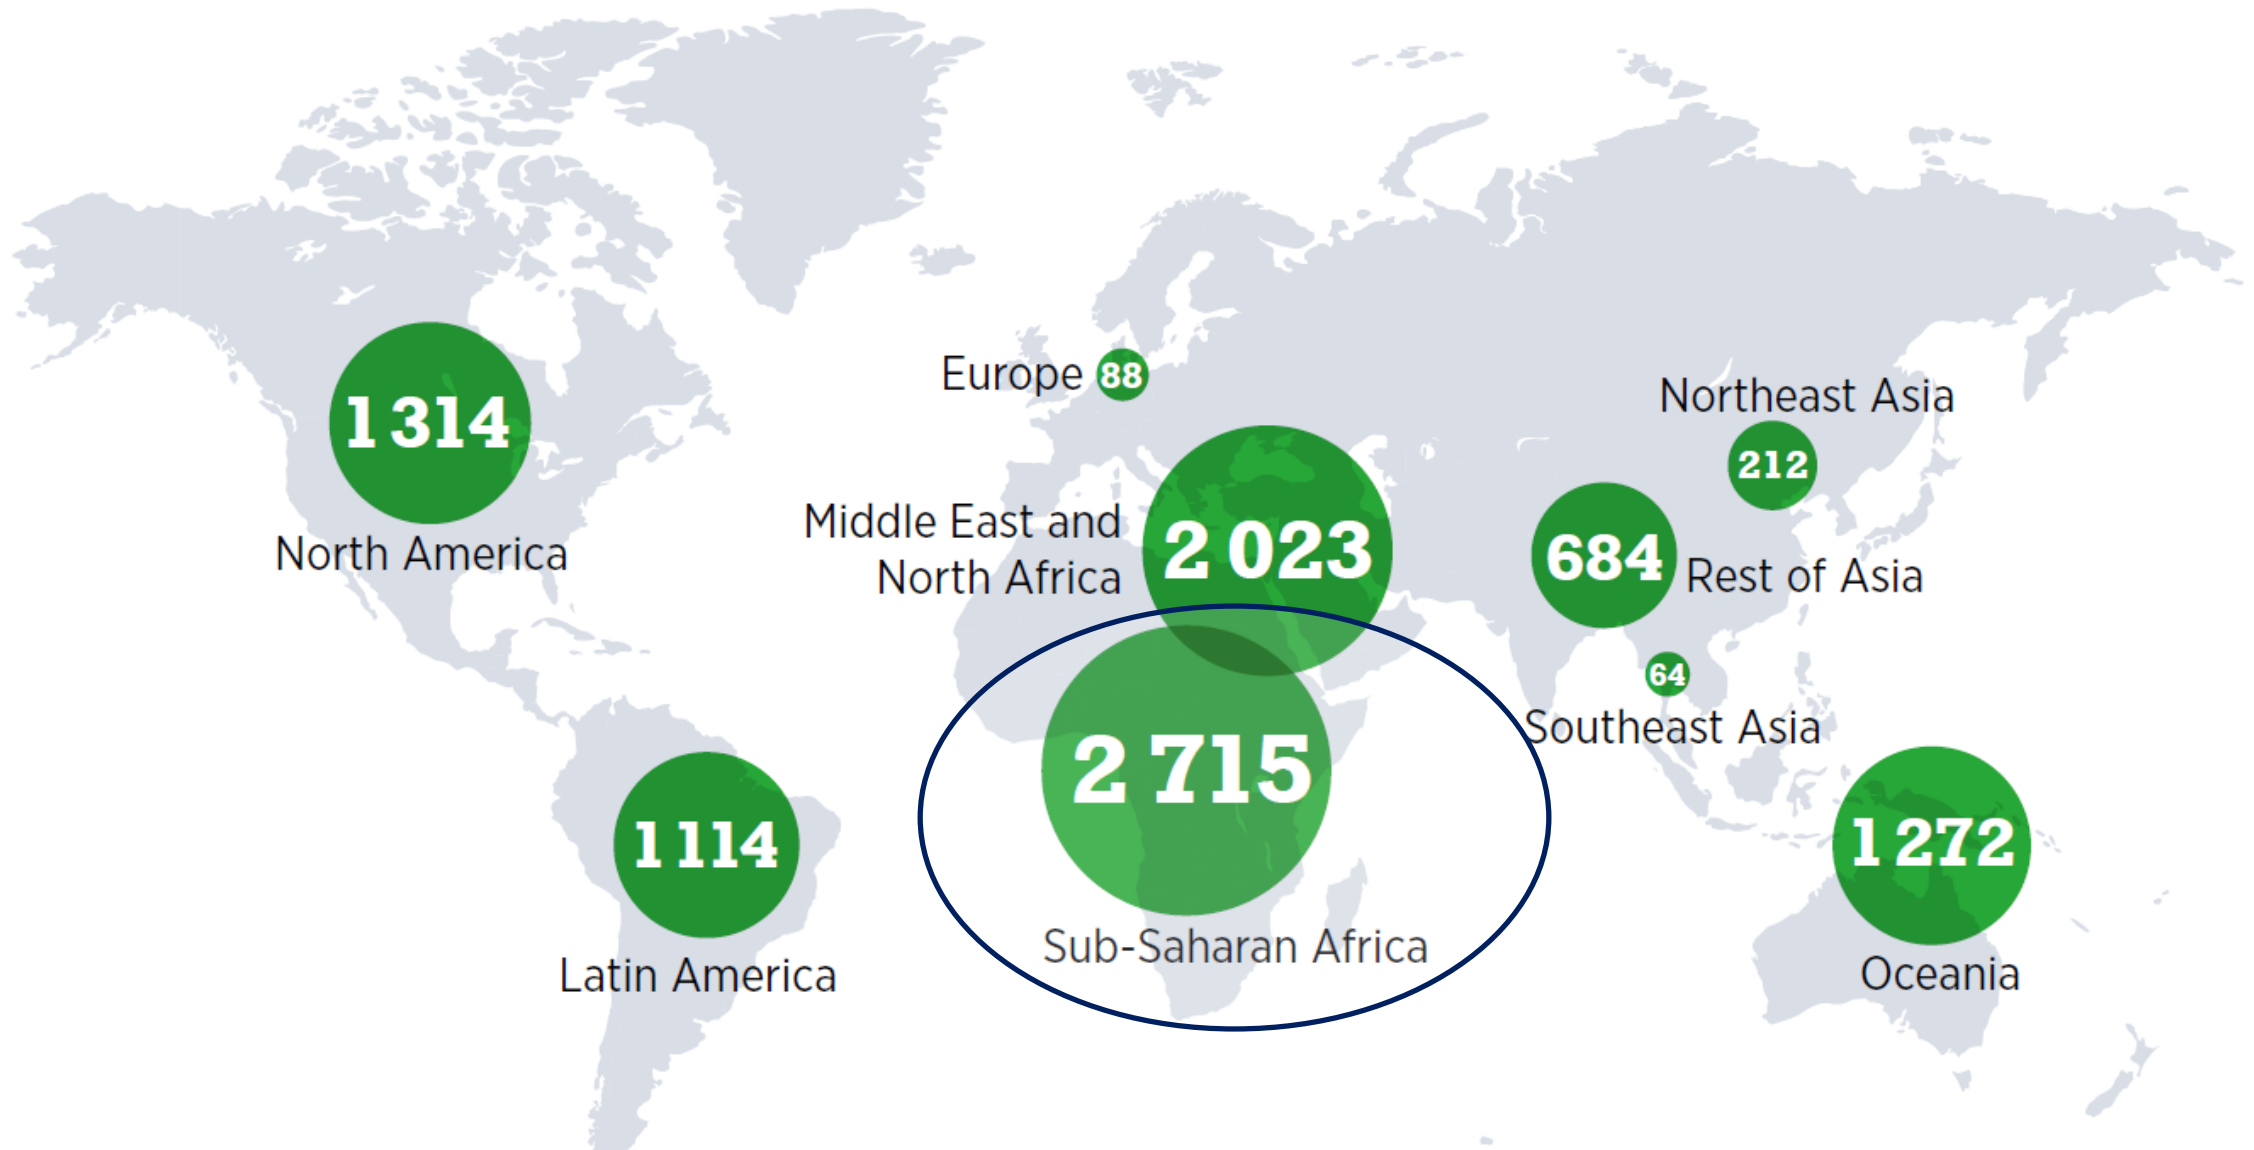 Europe 88
Northeast Asia
212
1 314
North America
Middle East and
North Africa
2 023
684
Rest of Asia
64
Southeast Asia
2 715
Sub-Saharan Africa
1 114
Latin America
1 272
Oceania